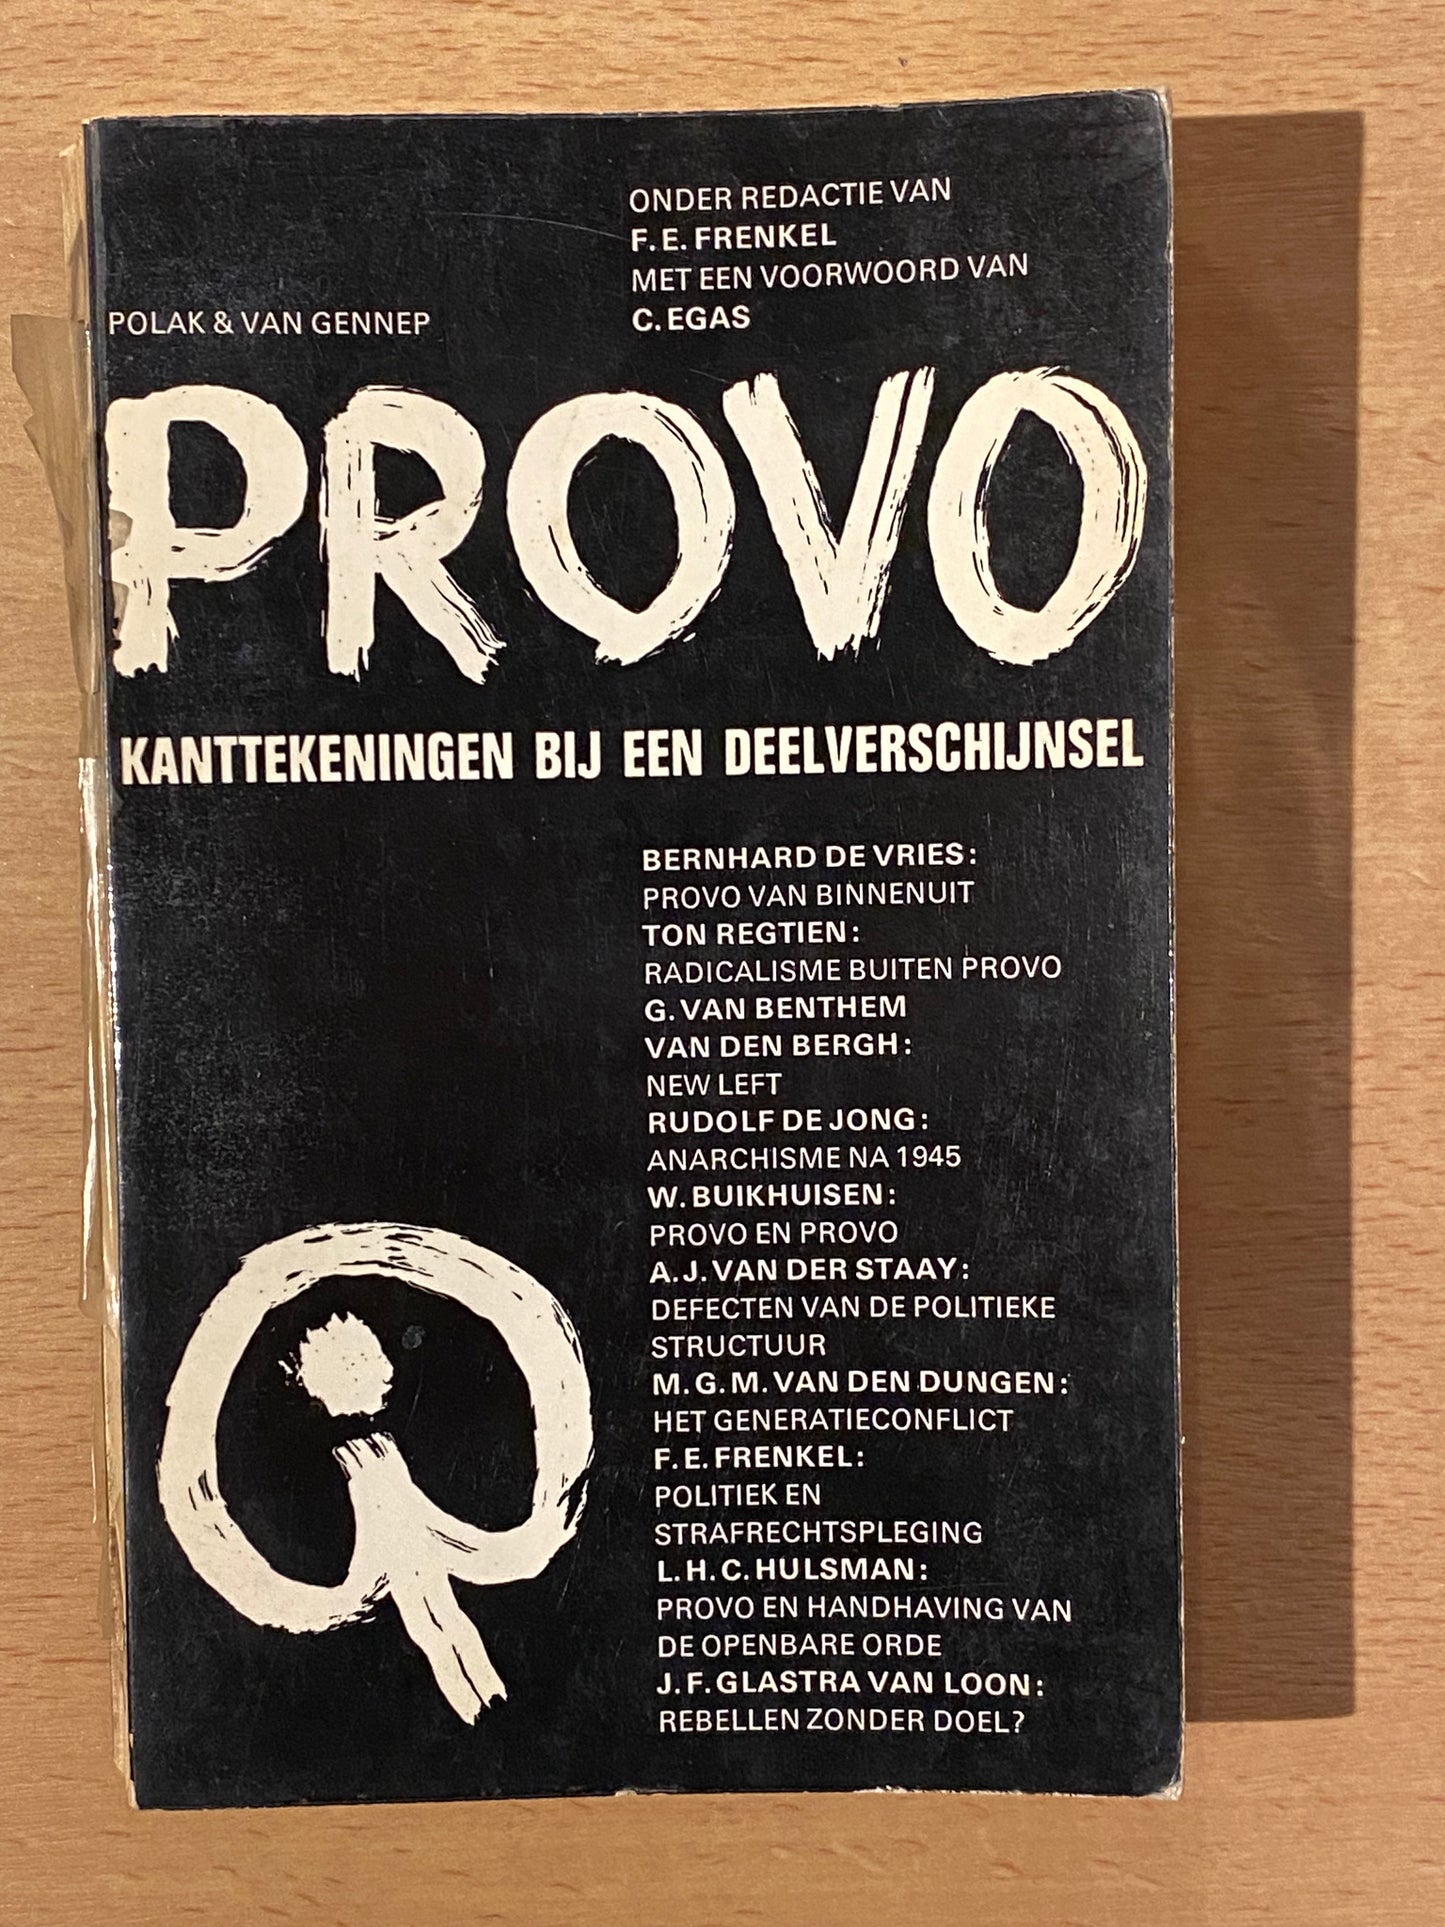 ONDER REDACTIE VAN
F. E. FRENKEL
MET EEN VOORWOORD VAN
C. EGAS
POLAK & VAN GENNEP
PROVO
KANTTEKENINGEN BIJ EEN DEELVERSCHIJNSEL
BERNHARD DE VRIES:
PROVO VAN BINNENUIT
TON REGTIEN:
RADICALISME BUITEN PROVO
G. VAN BENTHEM
VAN DEN BERGH:
NEW LEFT
RUDOLF DE JONG:
ANARCHISME NA 1945
W. BUIKHUISEN:
PROVO EN PROVO
A. J. VAN DER STAAY:
DEFECTEN VAN DE POLITIEKE
STRUCTUUR
M. G. M. VAN DEN DUNGEN:
HET GENERATIECONFLICT
F. E. FRENKEL:
POLITIEK EN
STRAFRECHTSPLEGING
L. H. C. HULSMAN:
PROVO EN HANDHAVING VAN
DE OPENBARE ORDE
J. F. GLASTRA VAN LOON:
REBELLEN ZONDER DOEL?